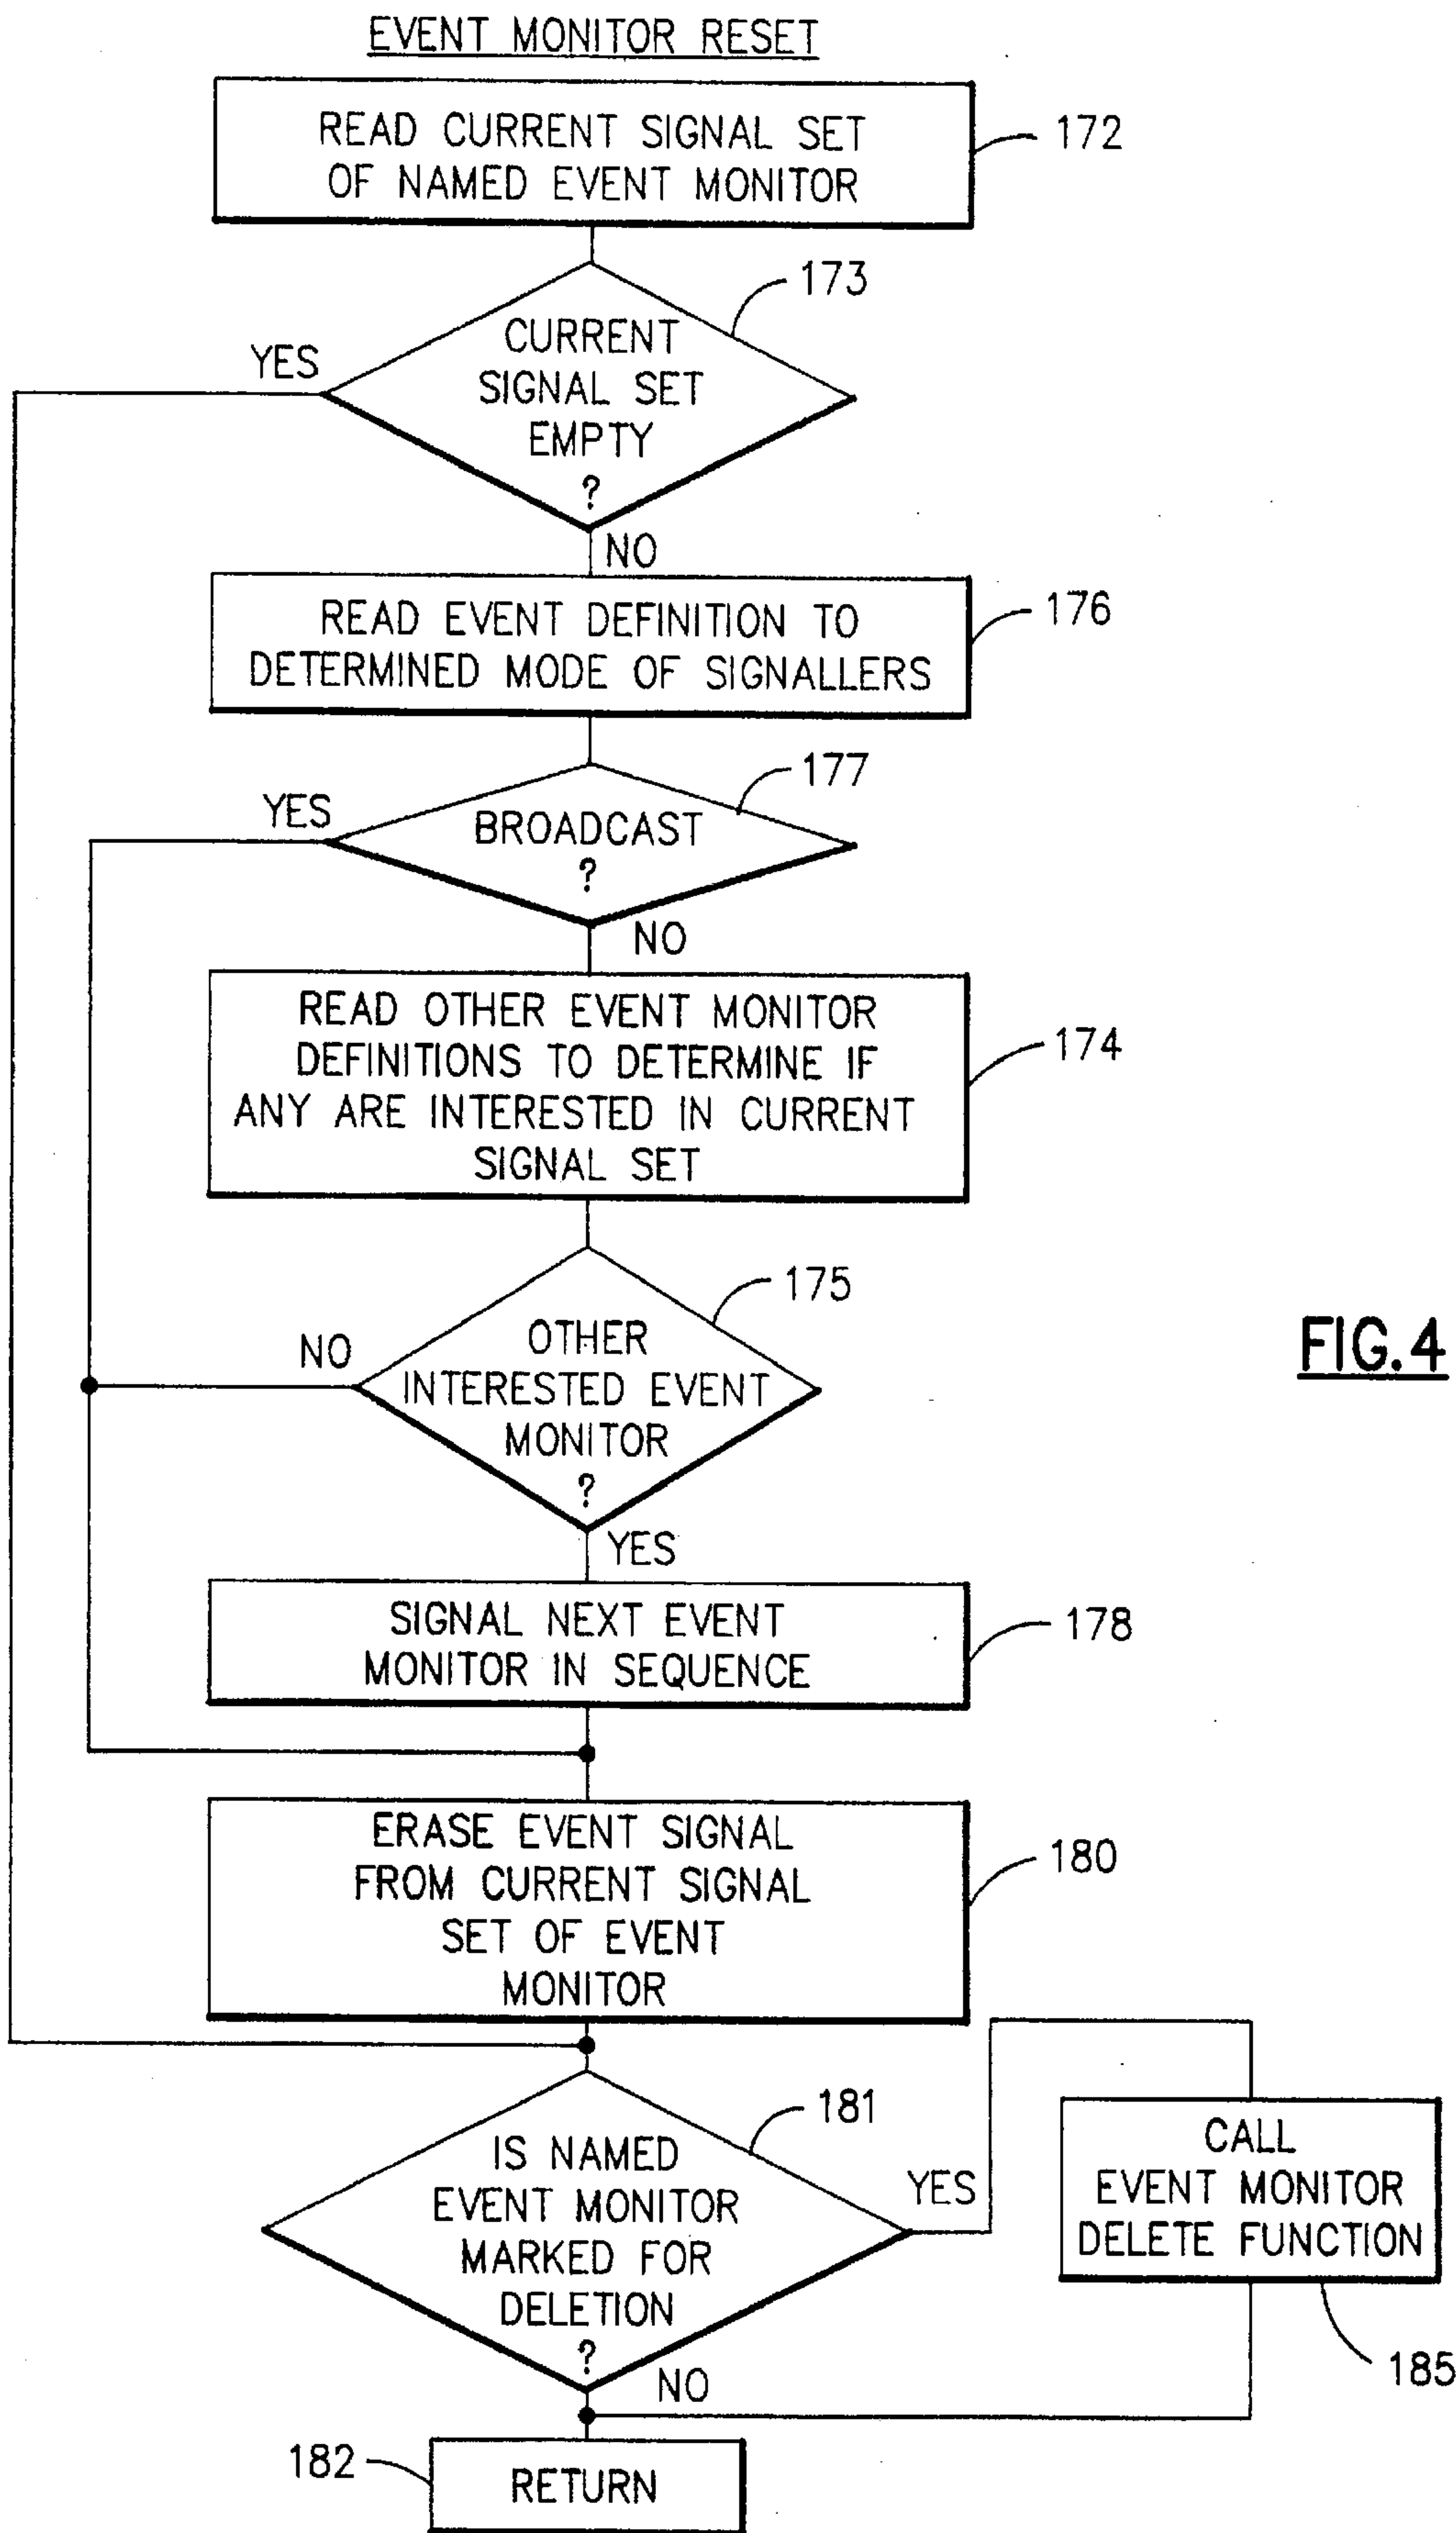 EVENT MONITOR RESET
READ CURRENT SIGNAL SET
OF NAMED EVENT MONITOR
172
173
CURRENT
SIGNAL SET
EMPTY
?
YES
NO
READ EVENT DEFINITION TO
DETERMINED MODE OF SIGNALLERS
176
177
YES
BROADCAST
?
NO
READ OTHER EVENT MONITOR
DEFINITIONS TO DETERMINE IF
ANY ARE INTERESTED IN CURRENT
SIGNAL SET
174
175
NO
OTHER
INTERESTED EVENT
MONITOR
?
YES
FIG.4
SIGNAL NEXT EVENT
MONITOR IN SEQUENCE
178
ERASE EVENT SIGNAL
FROM CURRENT SIGNAL
SET OF EVENT
MONITOR
180
181
IS NAMED
EVENT MONITOR
MARKED FOR
DELETION
?
YES
NO
CALL
EVENT MONITOR
DELETE FUNCTION
185
182
RETURN